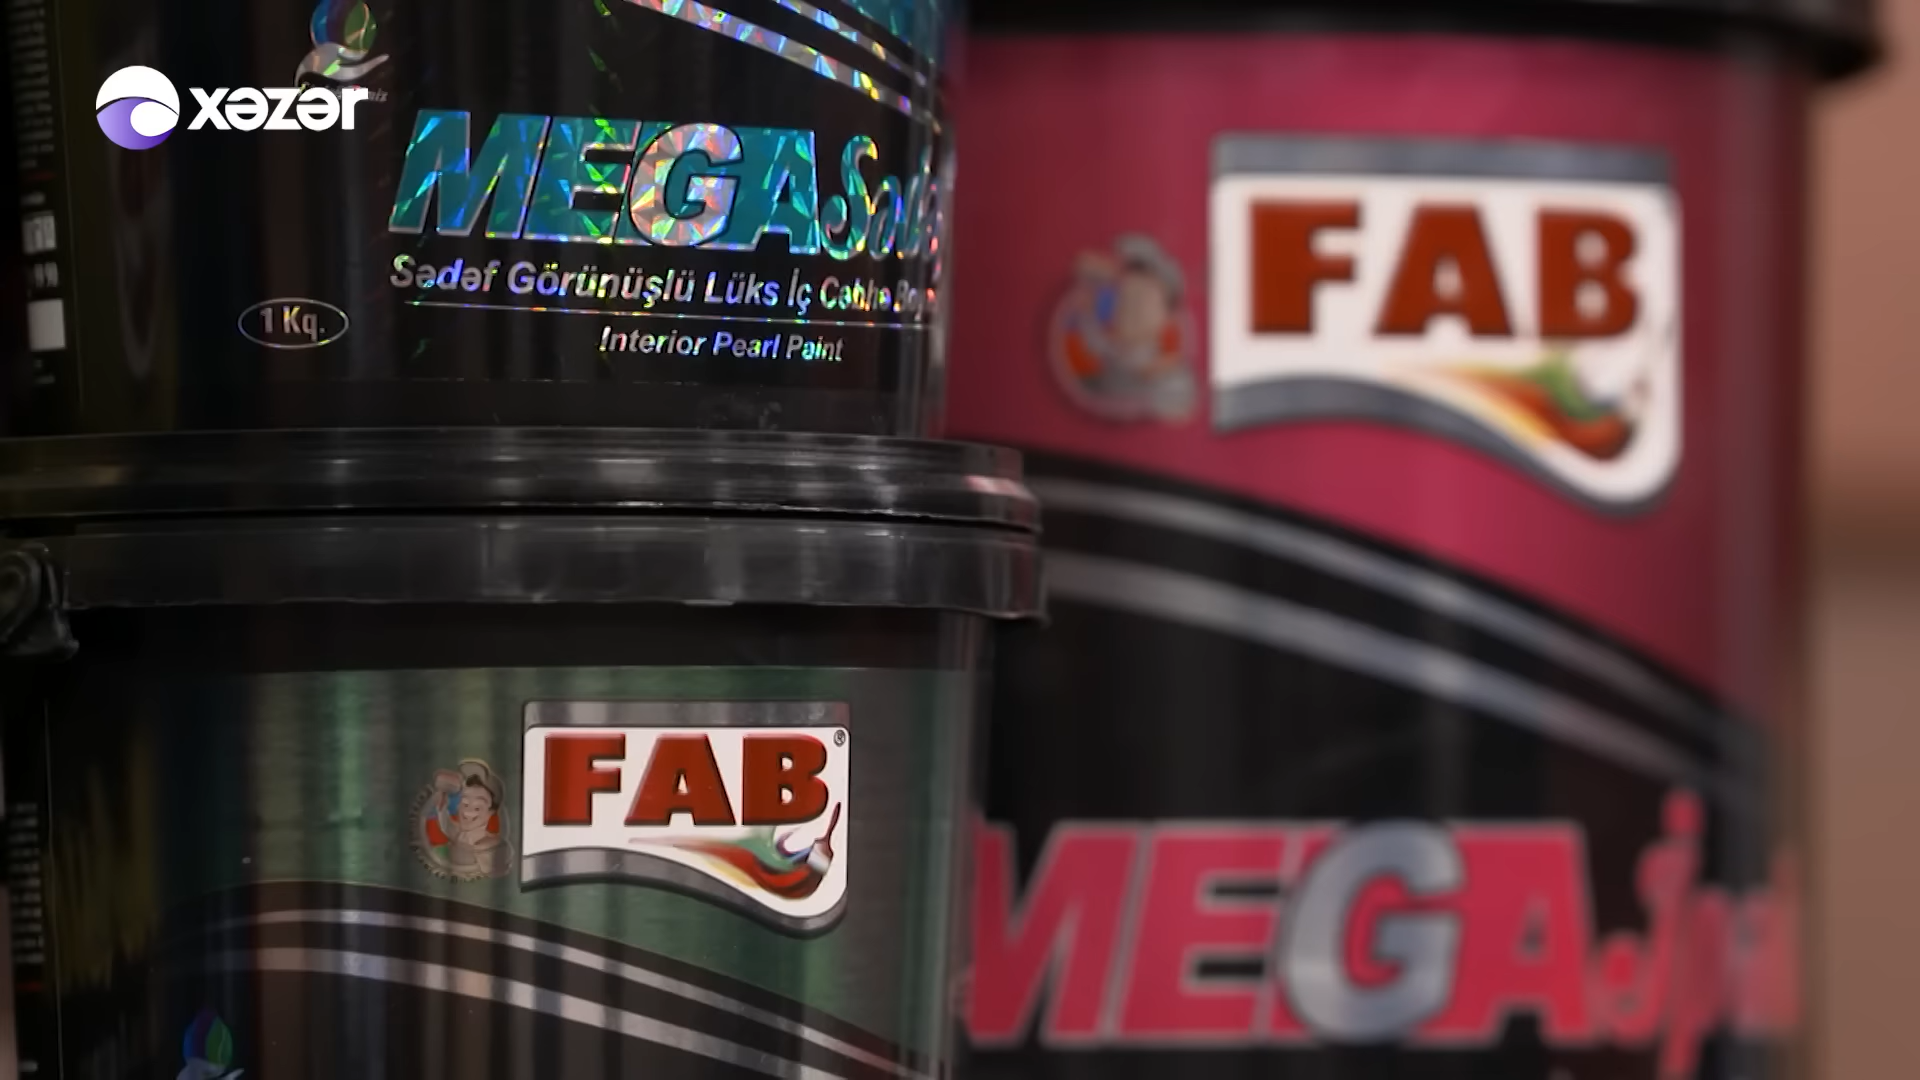 xəzər
MEGA
Sədəf Görünüşlü Lüks İç Cəbhə
Interior Pearl Paint
1 Kq.
FAB
FAB®
MEGA